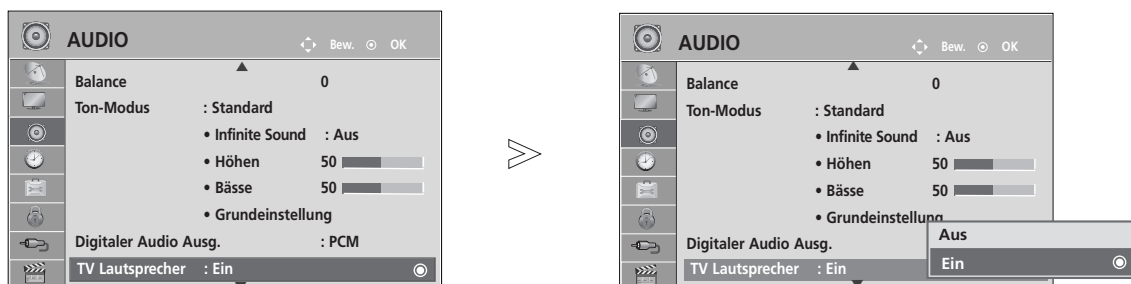 AUDIO
Bew. OK
Balance 0
Ton-Modus : Standard
• Infinite Sound : Aus
• Höhen 50
• Bässe 50
• Grundeinstellung
Digitaler Audio Ausg. : PCM
TV Lautsprecher : Ein
AUDIO
Bew. OK
Balance 0
Ton-Modus : Standard
• Infinite Sound : Aus
• Höhen 50
• Bässe 50
• Grundeinstellung
Digitaler Audio Ausg.
TV Lautsprecher : Ein
Aus
Ein